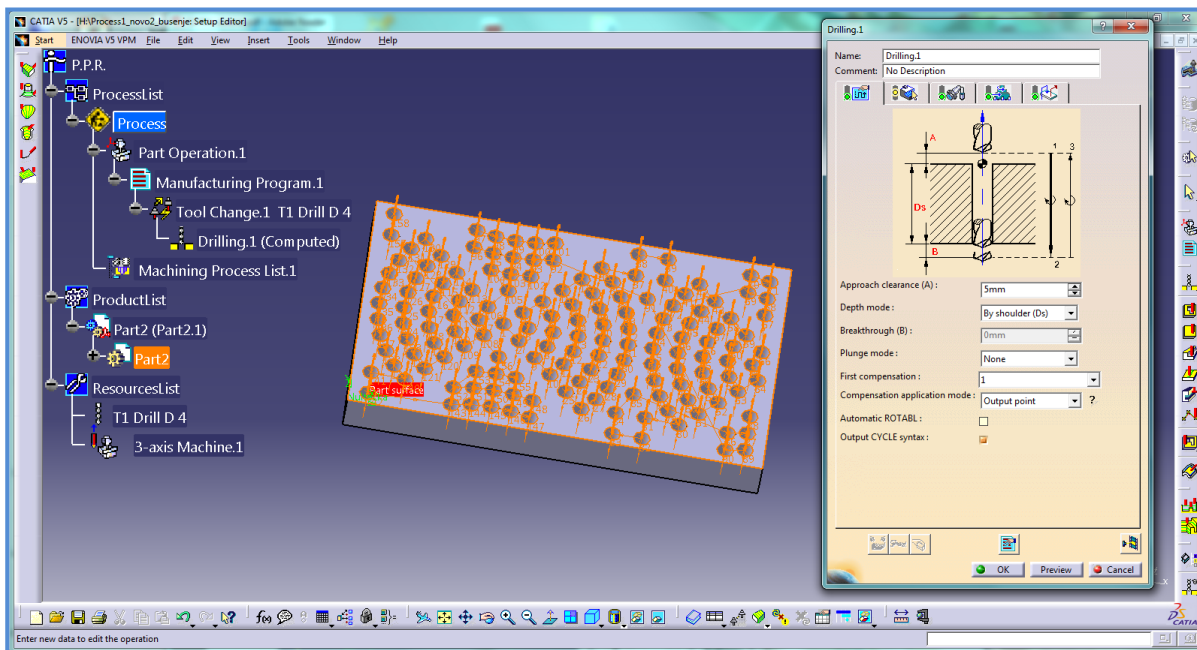 CATIA V5 - [H:\Process1_novo2_busenje: Setup Editor]
Start ENOVIA V5 VPM File Edit View Insert Tools Window Help
P.P.R.
ProcessList
Process
Part Operation.1
Manufacturing Program.1
Tool Change.1 T1 Drill D 4
Drilling.1 (Computed)
Machining Process List.1
ProductList
Part2 (Part2.1)
Part2
ResourcesList
T1 Drill D 4
3-axis Machine.1
Part surface
Drilling.1
Name: Drilling.1
Comment: No Description
A
1 3
Ds
B
2
Approach clearance (A) : 5mm
Depth mode : By shoulder (Ds)
Breakthrough (B) : 0mm
Plunge mode : None
First compensation : 1
Compensation application mode : Output point ?
Automatic ROTABL :
Output CYCLE syntax :
OK Preview Cancel
f(x)
CATIA
Enter new data to edit the operation